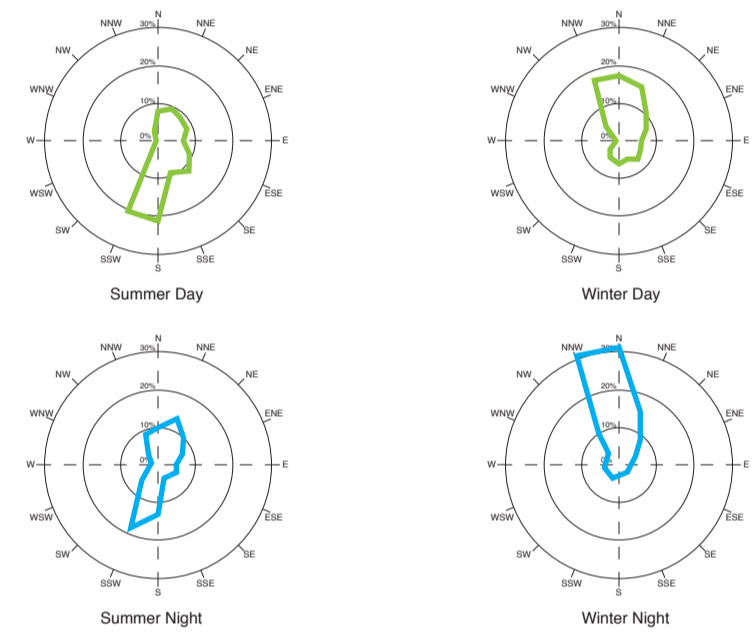 N
30%
NNW NNE
NW NE
20%
WNW ENE
10%
0%
W E
WSW ESE
SW SE
SSW SSE
S
Summer Day
N
30%
NNW NNE
NW NE
20%
WNW ENE
10%
0%
W E
WSW ESE
SW SE
SSW SSE
S
Winter Day
N
30%
NNW NNE
NW NE
20%
WNW ENE
10%
0%
W E
WSW ESE
SW SE
SSW SSE
S
Summer Night
N
30%
NNW NNE
NW NE
20%
WNW ENE
10%
0%
W E
WSW ESE
SW SE
SSW SSE
S
Winter Night